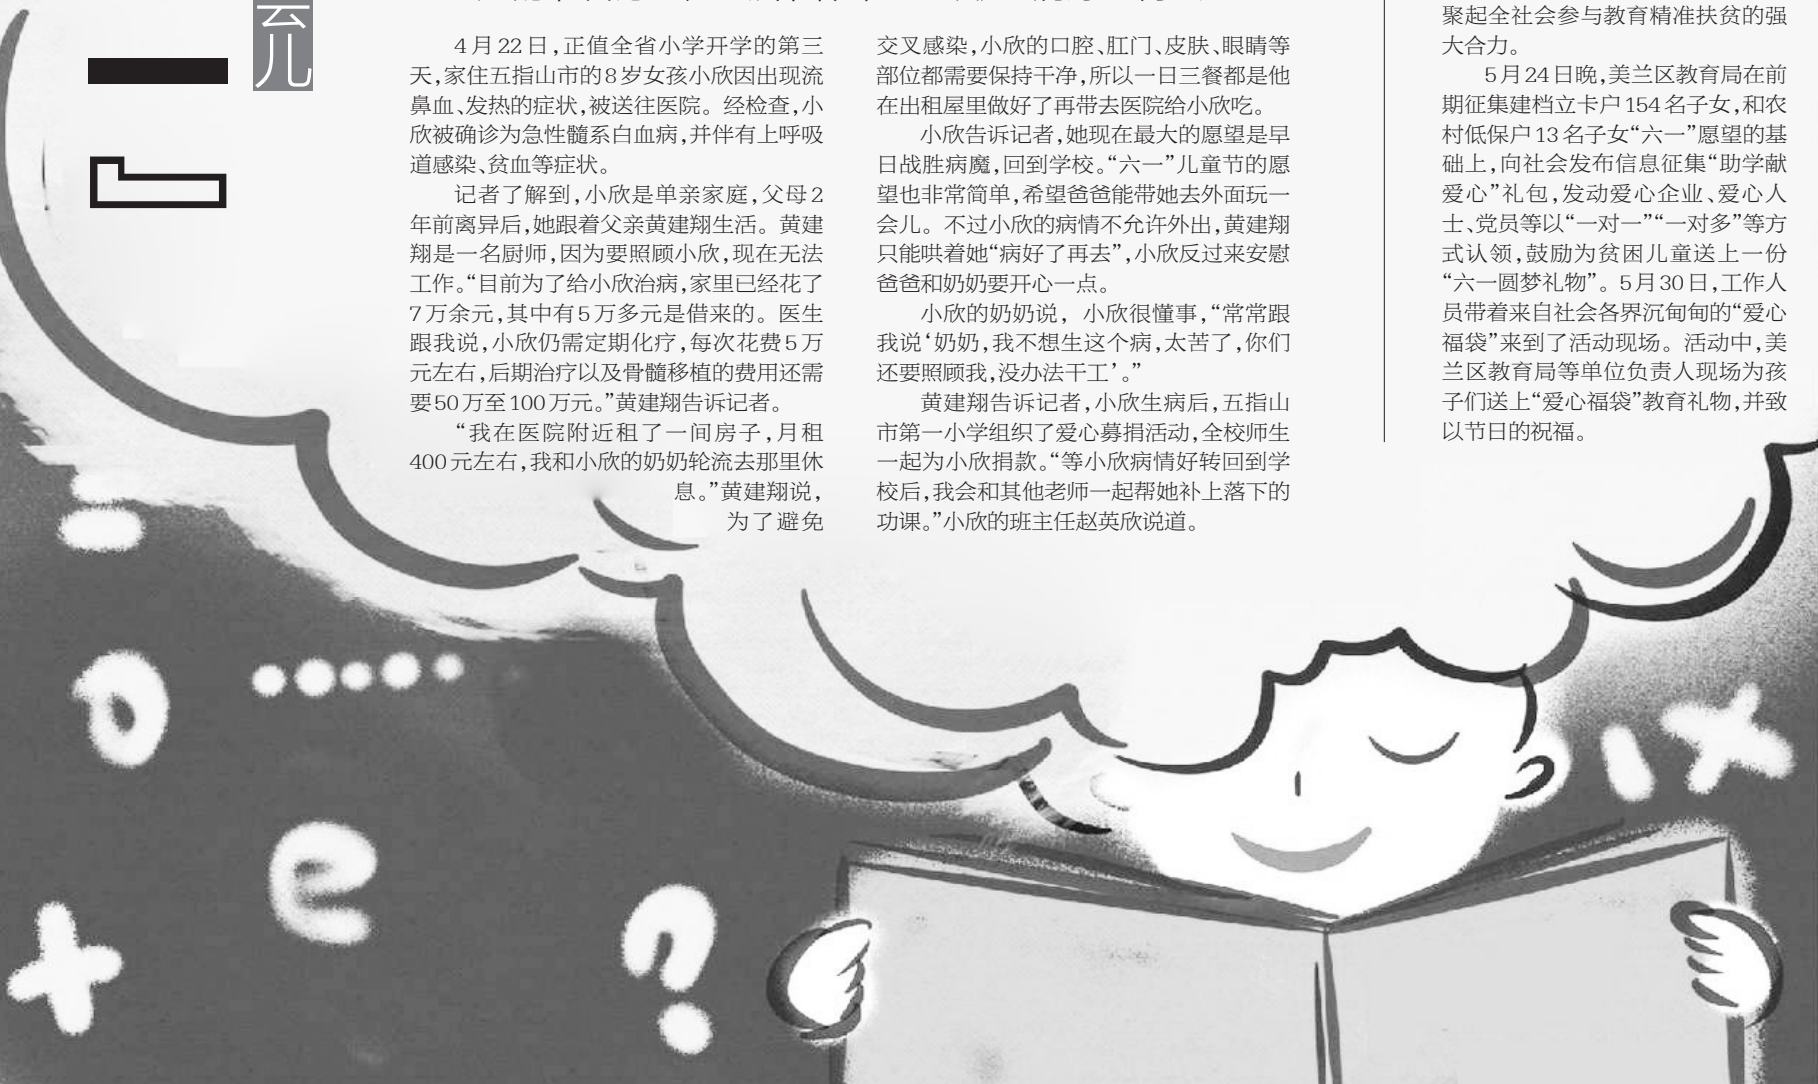 4月22日,正值全省小学开学的第三
天,家住五指山市的8岁女孩小欣因出现流
鼻血、发热的症状,被送往医院。经检查,小
欣被确诊为急性髓系白血病,并伴有上呼吸
道感染、贫血等症状。
记者了解到,小欣是单亲家庭,父母2
年前离异后,她跟着父亲黄建翔生活。黄建
翔是一名厨师,因为要照顾小欣,现在无法
工作。“目前为了给小欣治病,家里已经花了
7万余元,其中有5万多元是借来的。医生
跟我说,小欣仍需定期化疗,每次花费5万
元左右,后期治疗以及骨髓移植的费用还需
要50万至100万元。”黄建翔告诉记者。
“我在医院附近租了一间房子,月租
400元左右,我和小欣的奶奶轮流去那里休
息。”黄建翔说,
为了避免
交叉感染,小欣的口腔、肛门、皮肤、眼睛等
部位都需要保持干净,所以一日三餐都是他
在出租屋里做好了再带去医院给小欣吃。
小欣告诉记者,她现在最大的愿望是早
日战胜病魔,回到学校。“六一”儿童节的愿
望也非常简单,希望爸爸能带她去外面玩一
会儿。不过小欣的病情不允许外出,黄建翔
只能哄着她“病好了再去”,小欣反过来安慰
爸爸和奶奶要开心一点。
小欣的奶奶说,小欣很懂事,“常常跟
我说‘奶奶,我不想生这个病,太苦了,你们
还要照顾我,没办法干工’。”
黄建翔告诉记者,小欣生病后,五指山
市第一小学组织了爱心募捐活动,全校师生
一起为小欣捐款。“等小欣病情好转回到学
校后,我会和其他老师一起帮她补上落下的
功课。”小欣的班主任赵英欣说道。
聚起全社会参与教育精准扶贫的强
大合力。
5月24日晚,美兰区教育局在前
期征集建档立卡户154名子女,和农
村低保户13名子女“六一”愿望的基
础上,向社会发布信息征集“助学献
爱心”礼包,发动爱心企业、爱心人
士、党员等以“一对一”“一对多”等方
式认领,鼓励为贫困儿童送上一份
“六一圆梦礼物”。5月30日,工作人
员带着来自社会各界沉甸甸的“爱心
福袋”来到了活动现场。活动中,美
兰区教育局等单位负责人现场为孩
子们送上“爱心福袋”教育礼物,并致
以节日的祝福。